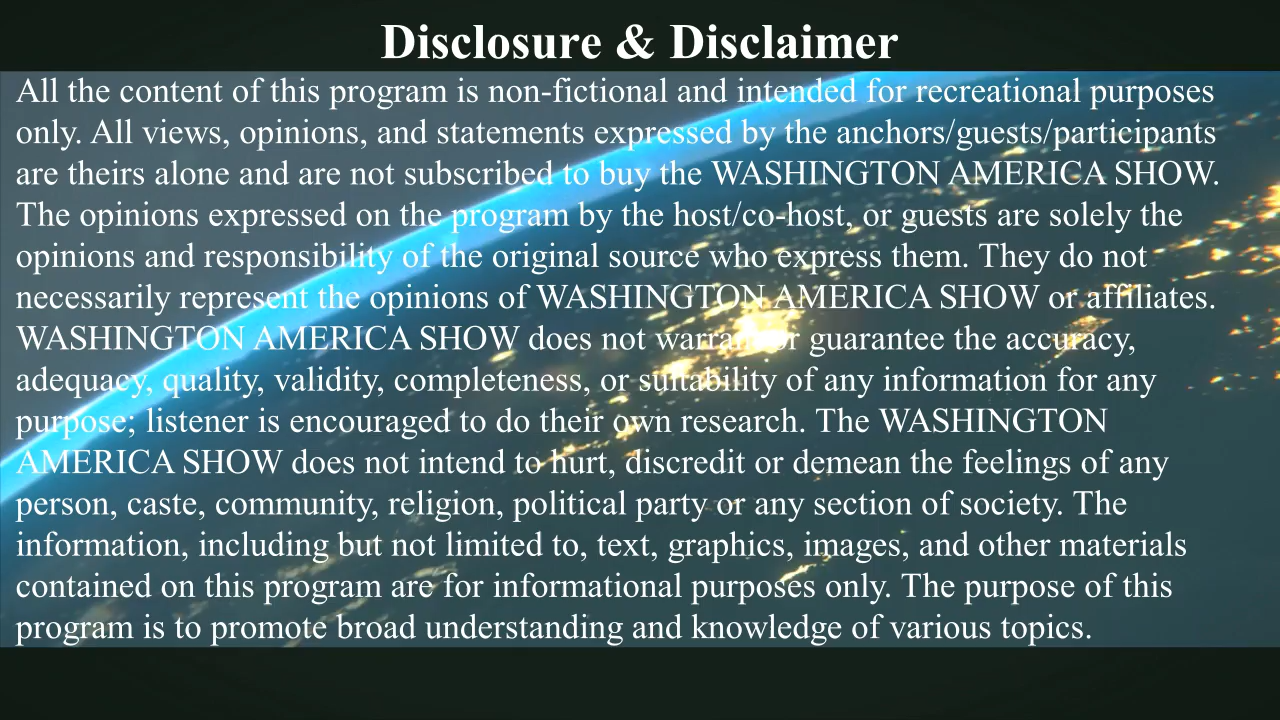 Disclosure & Disclaimer
All the content of this program is non-fictional and intended for recreational purposes
only. All views, opinions, and statements expressed by the anchors/guests/participants
are theirs alone and are not subscribed to buy the WASHINGTON AMERICA SHOW.
The opinions expressed on the program by the host/co-host, or guests are solely the
opinions and responsibility of the original source who express them. They do not
necessarily represent the opinions of WASHINGTON AMERICA SHOW or affiliates.
WASHINGTON AMERICA SHOW does not warrant or guarantee the accuracy,
adequacy, quality, validity, completeness, or suitability of any information for any
purpose; listener is encouraged to do their own research. The WASHINGTON
AMERICA SHOW does not intend to hurt, discredit or demean the feelings of any
person, caste, community, religion, political party or any section of society. The
information, including but not limited to, text, graphics, images, and other materials
contained on this program are for informational purposes only. The purpose of this
program is to promote broad understanding and knowledge of various topics.